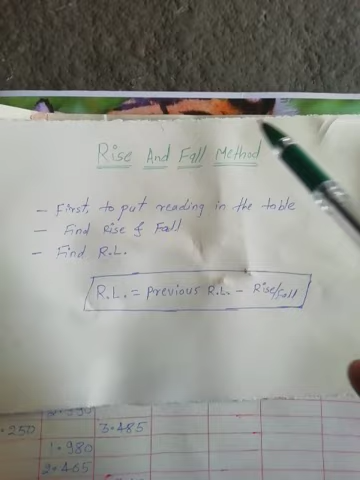 Rise And Fall Method
- First, to put reading in the table
- Find Rise & Fall
- Find R.L.
R.L. = previous R.L. - Rise/Fall
.250 3.485
1.980
2.465